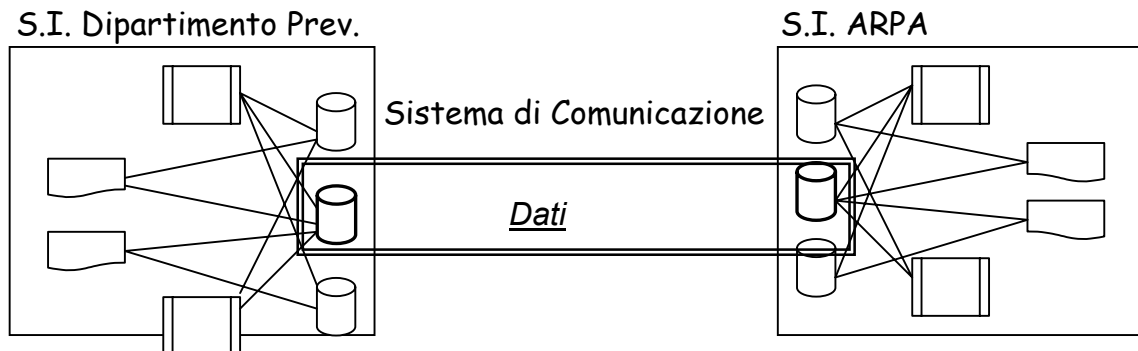 S.I. Dipartimento Prev.
S.I. ARPA
Sistema di Comunicazione
Dati